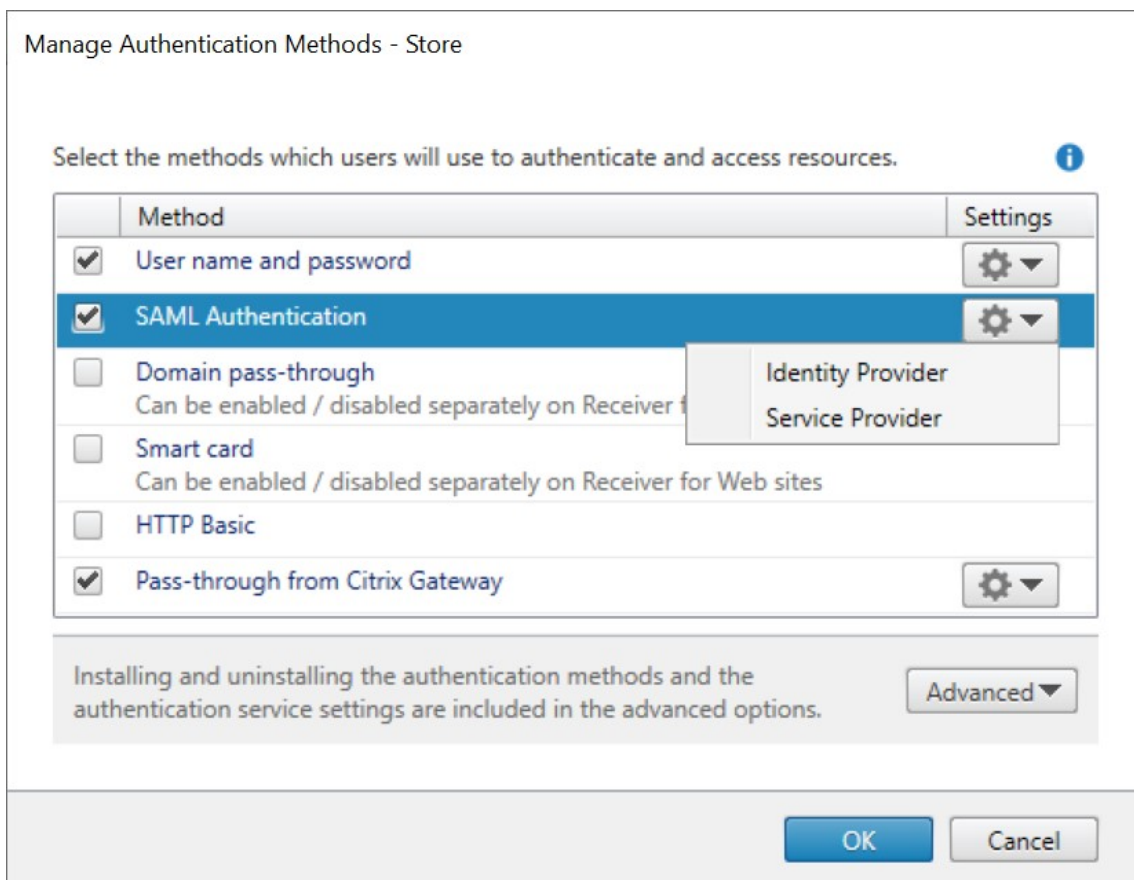 Manage Authentication Methods - Store
Select the methods which users will use to authenticate and access resources.
Method
Settings
User name and password
SAML Authentication
Domain pass-through
Can be enabled / disabled separately on Receiver f
Identity Provider
Service Provider
Smart card
Can be enabled / disabled separately on Receiver for Web sites
HTTP Basic
Pass-through from Citrix Gateway
Installing and uninstalling the authentication methods and the
authentication service settings are included in the advanced options.
Advanced
OK
Cancel